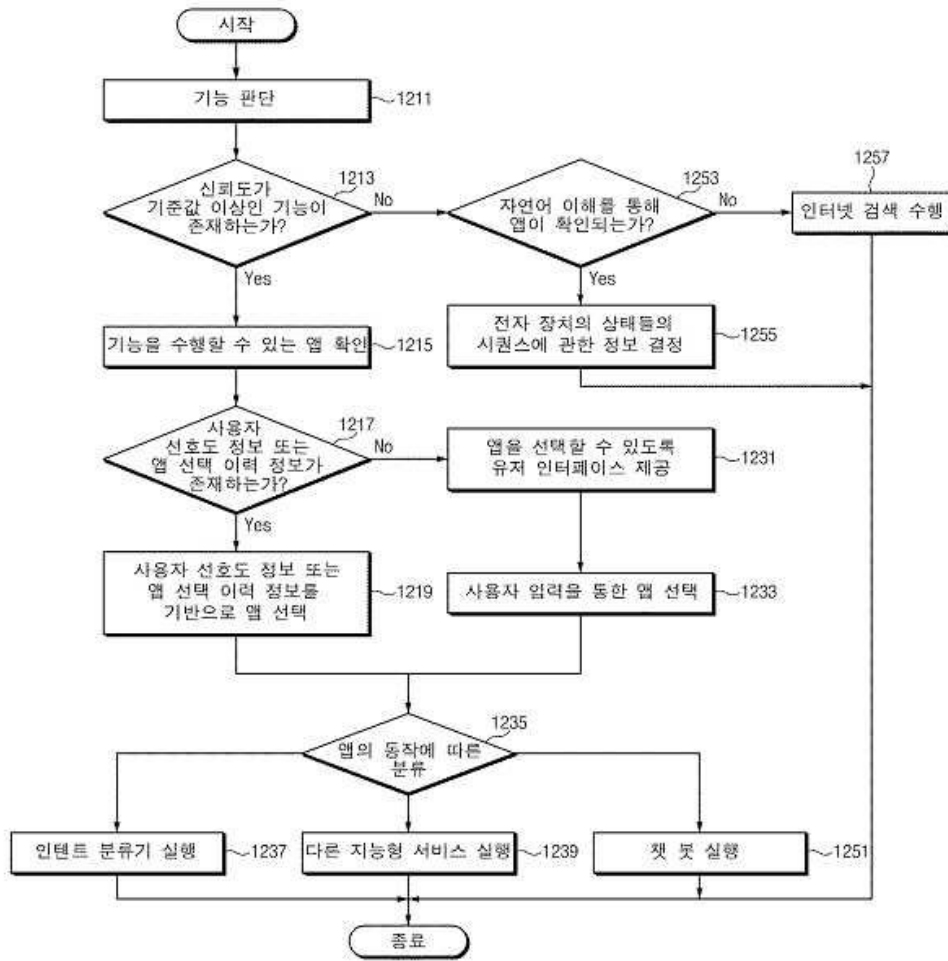 시작
기능 판단
1211
신뢰도가
기준값 이상인 기능이
존재하는가?
1213
No
Yes
자연어 이해를 통해
앱이 확인되는가?
1253
No
Yes
1257
인터넷 검색 수행
전자 장치의 상태들의
시퀀스에 관한 정보 결정
1255
기능을 수행할 수 있는 앱 확인
1215
사용자
선호도 정보 또는
앱 선택 이력 정보가
존재하는가?
1217
No
Yes
앱을 선택할 수 있도록
유저 인터페이스 제공
1231
사용자 선호도 정보 또는
앱 선택 이력 정보를
기반으로 앱 선택
1219
사용자 입력을 통한 앱 선택
1233
앱의 동작에 따른
분류
1235
인텐트 분류기 실행
1237
다른 지능형 서비스 실행
1239
챗 봇 실행
1251
종료